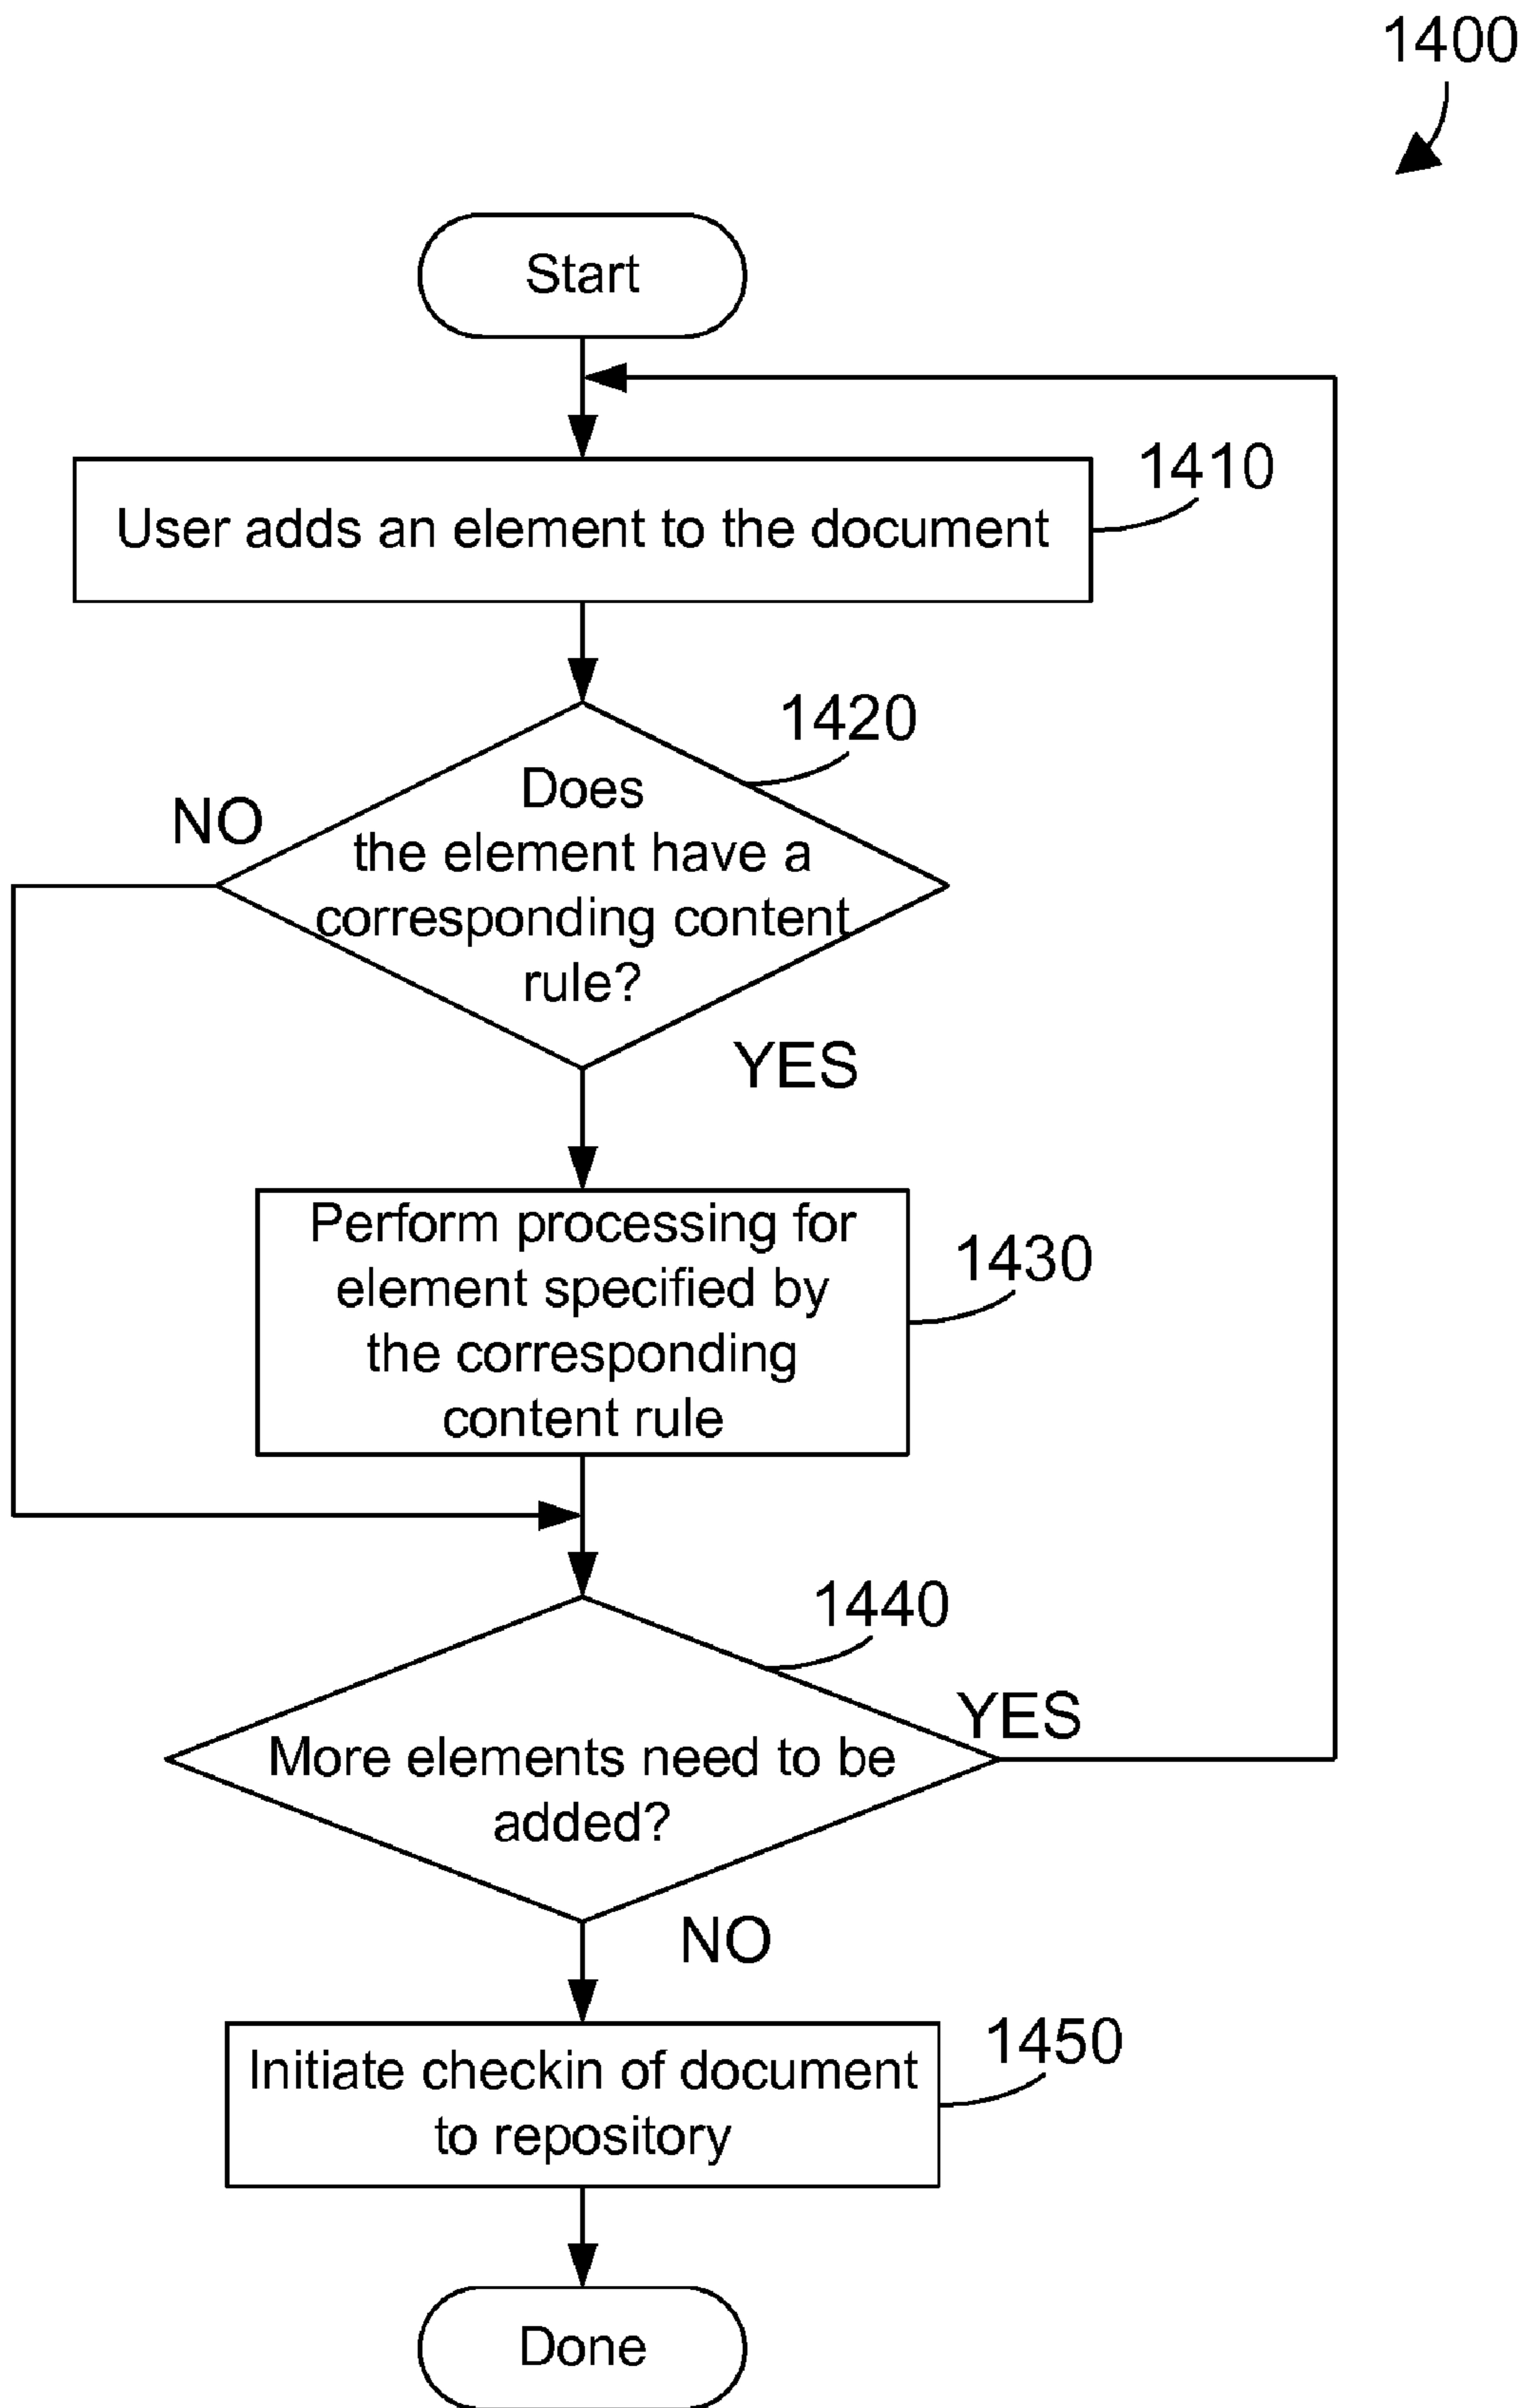 1400
Start
1410
User adds an element to the document
1420
NO
Does
the element have a
corresponding content
rule?
YES
Perform processing for
element specified by
the corresponding
content rule
1430
1440
YES
More elements need to be
added?
NO
1450
Initiate checkin of document
to repository
Done